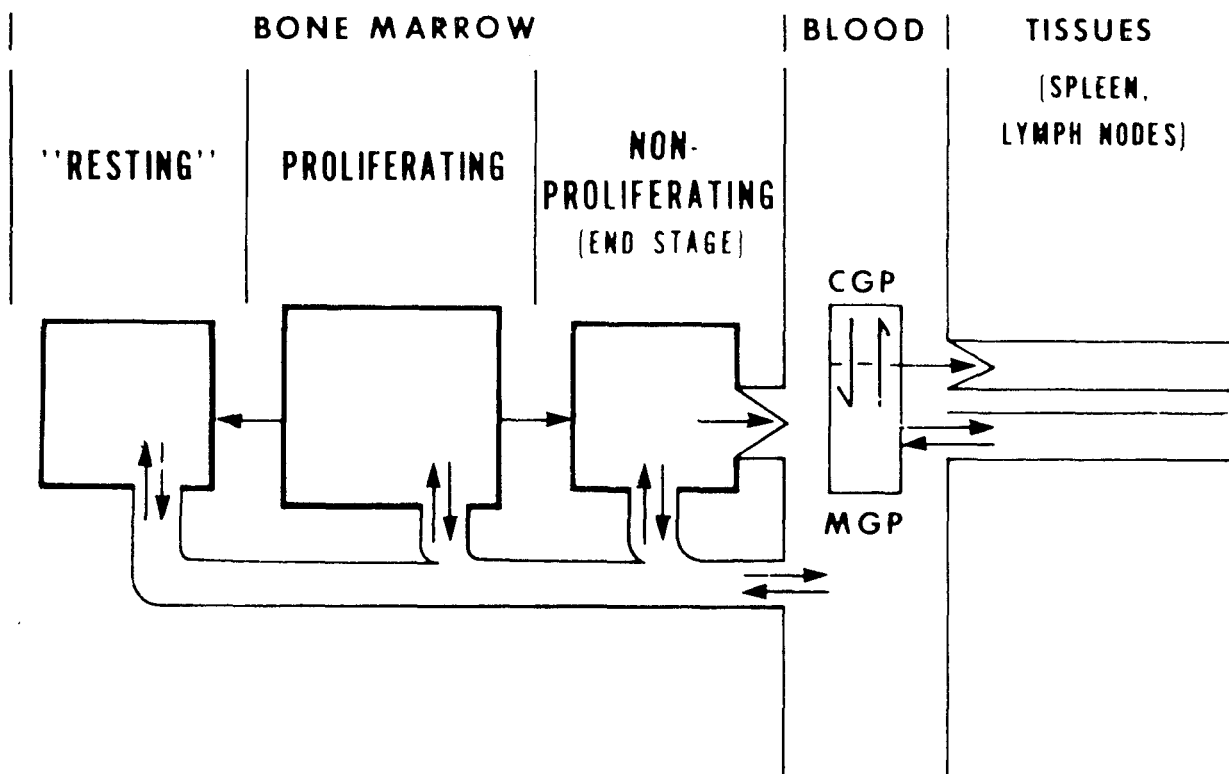 BONE MARROW
BLOOD
TISSUES
(SPLEEN,
LYMPH NODES)
"RESTING"
PROLIFERATING
NON-
PROLIFERATING
(END STAGE)
CGP
MGP